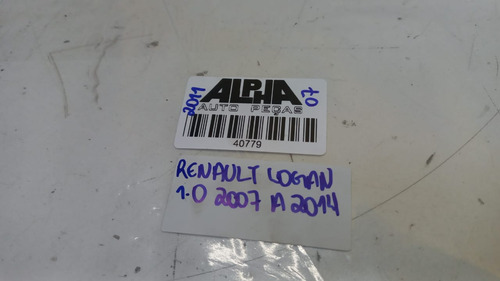 2011
ALPHA
07
AUTO PEÇAS
40779
RENAULT LOGAN
1.0 2007 A 2014